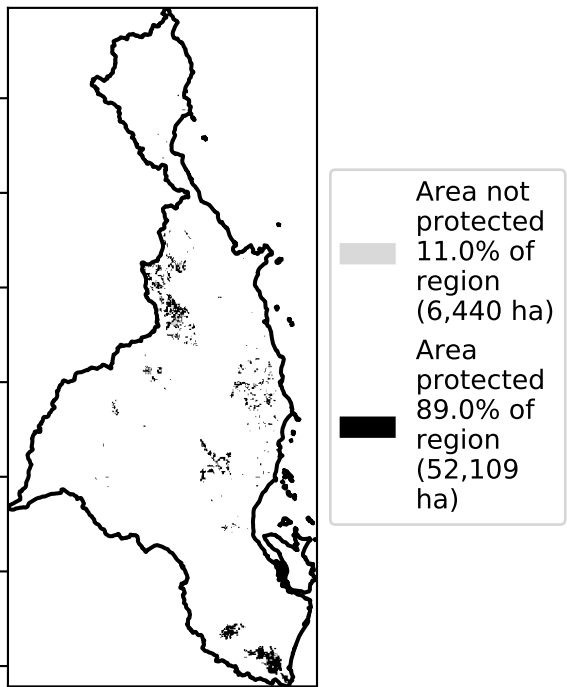 Area not
protected
11.0% of
region
(6,440 ha)
Area
protected
89.0% of
region
(52,109
ha)